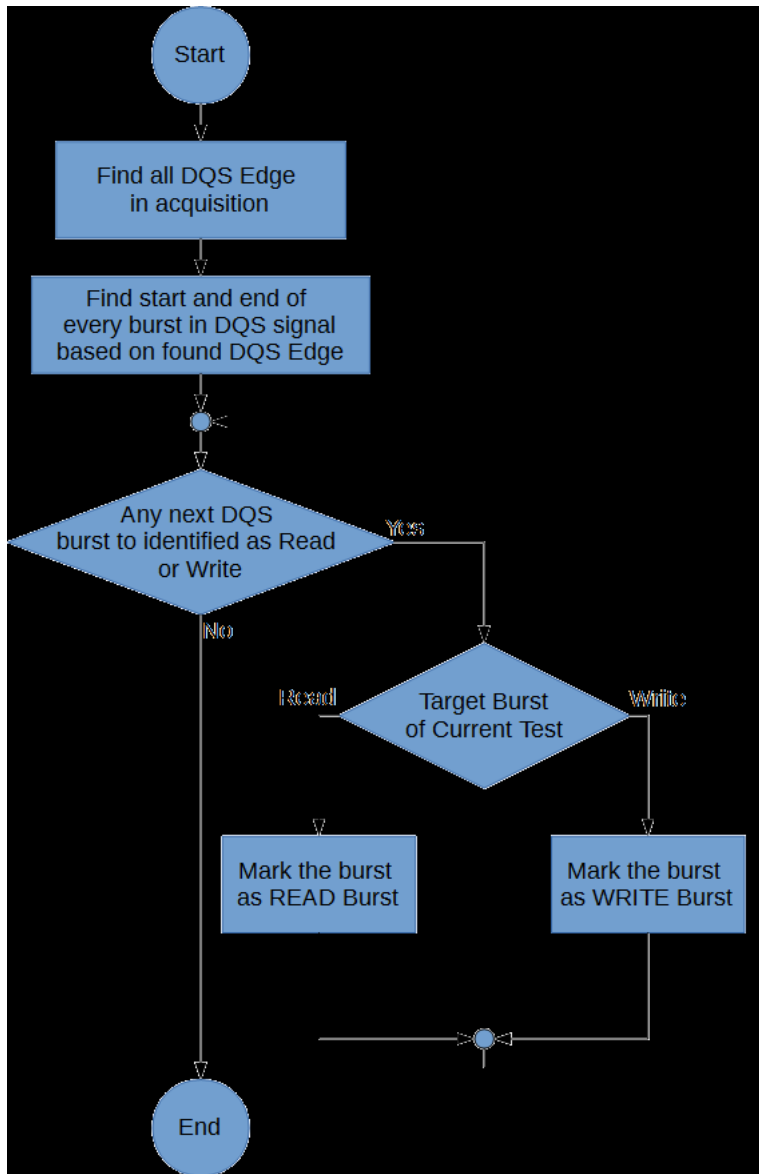 Start
Find all DQS Edge
in acquisition
Find start and end of
every burst in DQS signal
based on found DQS Edge
Any next DQS
burst to identified as Read
or Write
Yes
No
Read
Target Burst
of Current Test
Write
Mark the burst
as READ Burst
Mark the burst
as WRITE Burst
End